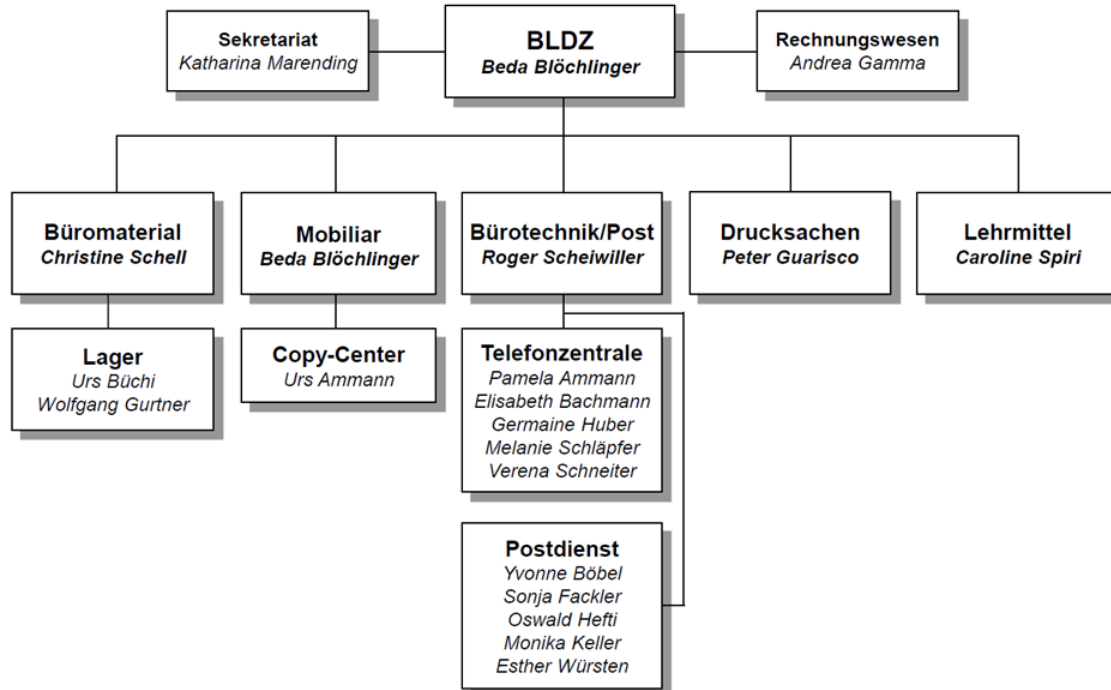 Sekretariat
Katharina Marending
BLDZ
Beda Blöchlinger
Rechnungswesen
Andrea Gamma
Büromaterial
Christine Schell
Mobiliar
Beda Blöchlinger
Bürotechnik/Post
Roger Scheiwiller
Drucksachen
Peter Guarisco
Lehrmittel
Caroline Spiri
Lager
Urs Büchi
Wolfgang Gurtner
Copy-Center
Urs Ammann
Telefonzentrale
Pamela Ammann
Elisabeth Bachmann
Germaine Huber
Melanie Schläpfer
Verena Schneiter
Postdienst
Yvonne Böbel
Sonja Fackler
Oswald Hefti
Monika Keller
Esther Würsten